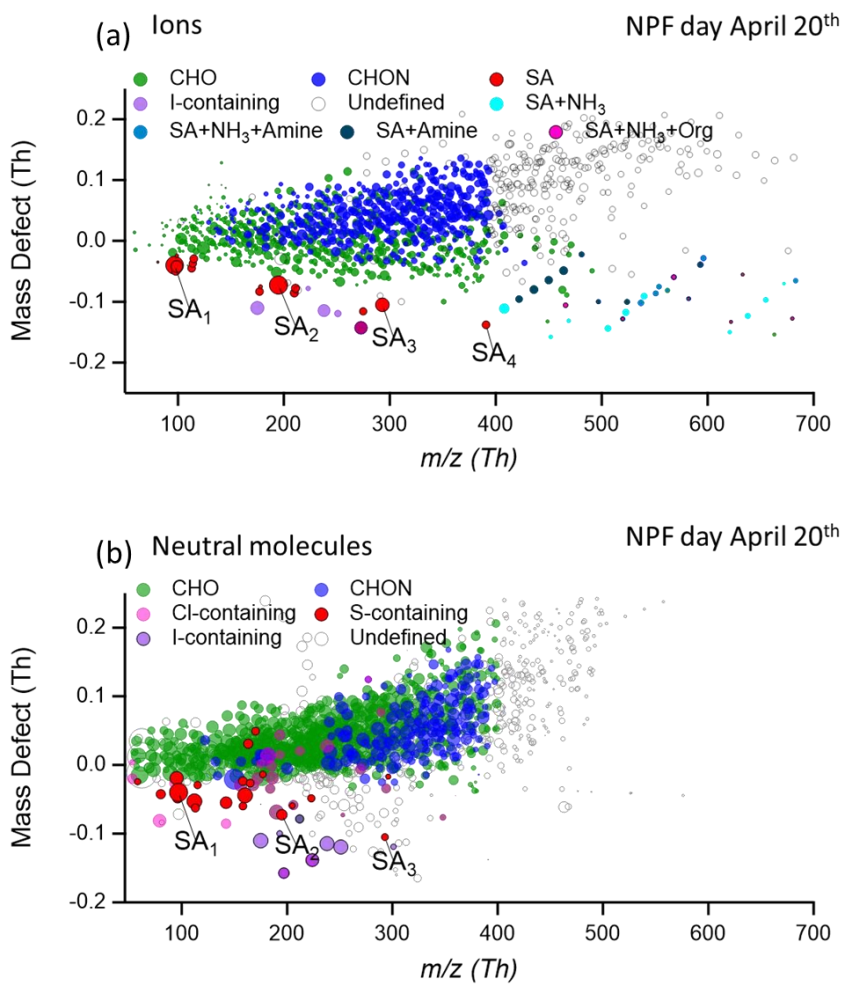 (a) Ions NPF day April 20th
CHO CHON SA
I-containing Undefined SA+NH3
SA+NH3+Amine SA+Amine SA+NH3+Org
0.2
0.1
0.0
-0.1
-0.2
Mass Defect (Th)
SA1
SA2
SA3
SA4
100 200 300 400 500 600 700
m/z (Th)
(b) Neutral molecules NPF day April 20th
CHO CHON
Cl-containing S-containing
I-containing Undefined
0.2
0.1
0.0
-0.1
-0.2
Mass Defect (Th)
SA1
SA2
SA3
100 200 300 400 500 600 700
m/z (Th)